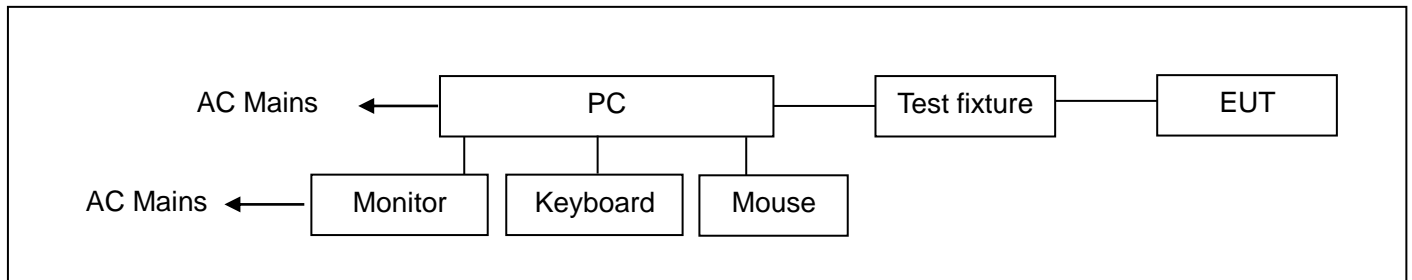 AC Mains
PC
Test fixture
EUT
AC Mains
Monitor
Keyboard
Mouse